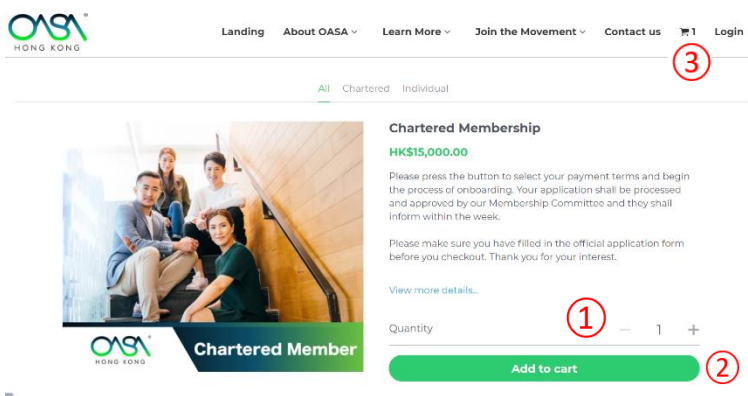 OASA®
HONG KONG
Landing About OASA Learn More Join the Movement Contact us 1 Login
3
All Chartered Individual
Chartered Membership
HK$15,000.00
Please press the button to select your payment terms and begin
the process of onboarding. Your application shall be processed
and approved by our Membership Committee and they shall
inform within the week.
Please make sure you have filled in the official application form
before you checkout. Thank you for your interest.
View more details...
Quantity 1 − 1 +
OASA®
HONG KONG
Chartered Member
Add to cart 2